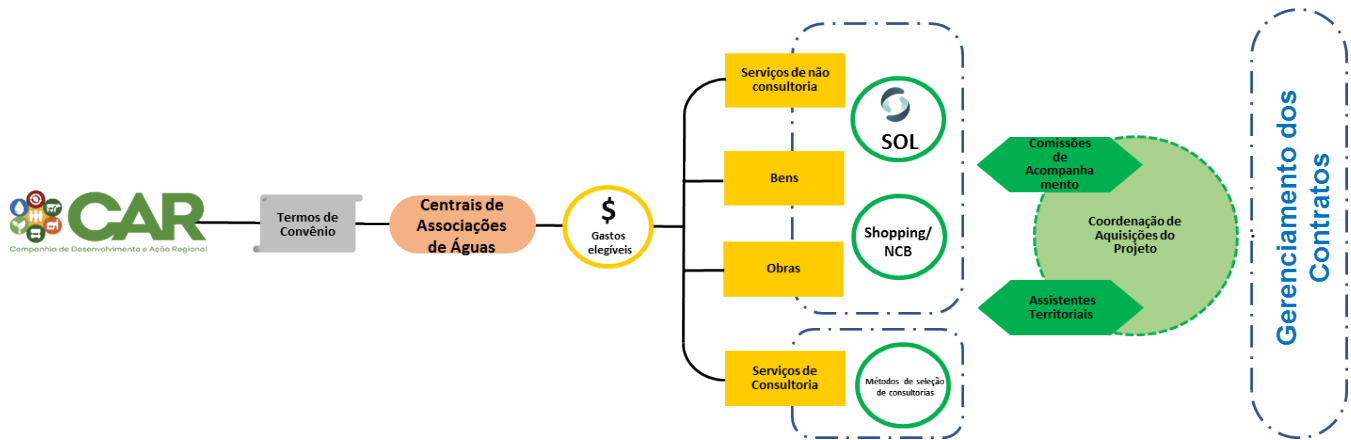 CAR
Companhia de Desenvolvimento e Ação Regional
Termos de
Convênio
Centrais de
Associações
de Águas
$
Gastos
elegíveis
Serviços de não
consultoria
Bens
Obras
Serviços de
Consultoria
SOL
Shopping/
NCB
Métodos de seleção
de consultorias
Comissões
de
Acompanha
mento
Coordenação de
Aquisições do
Projeto
Assistentes
Territoriais
Gerenciamento dos
Contratos